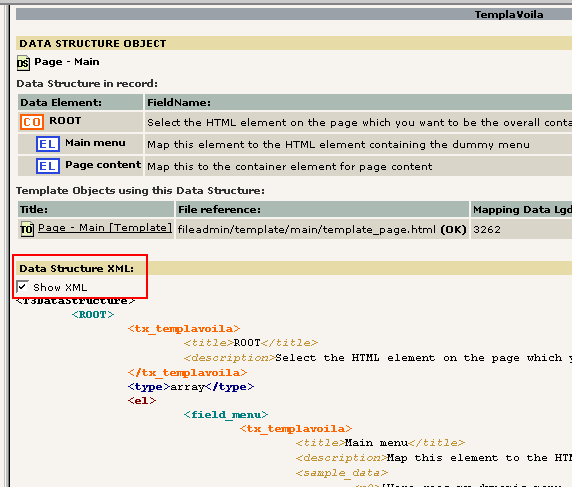 TemplaVoila
DATA STRUCTURE OBJECT
DS Page - Main
Data Structure in record:
Data Element: FieldName:
CO ROOT Select the HTML element on the page which you want to be the overall conta
EL Main menu Map this element to the HTML element containing the dummy menu
EL Page content Map this to the container element for page content
Template Objects using this Data Structure:
Title: File reference: Mapping Data Lgd
TO Page - Main [Template] fileadmin/template/main/template_page.html (OK) 3262
Data Structure XML:
Show XML
<T3DataStructure>
<ROOT>
<tx_templavoila>
<title>ROOT</title>
<description>Select the HTML element on the page which y
</tx_templavoila>
<type>array</type>
<el>
<field_menu>
<tx_templavoila>
<title>Main menu</title>
<description>Map this element to the HTM
<sample_data>